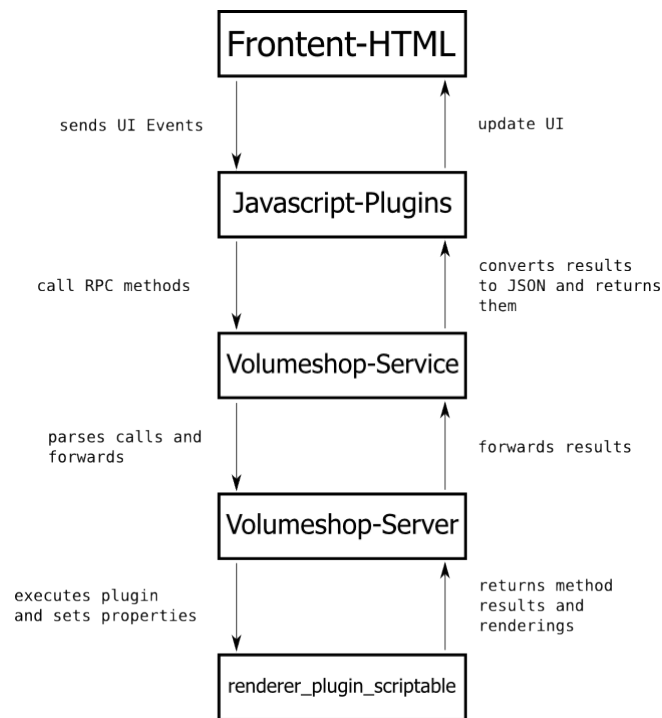 Frontent-HTML
sends UI Events
update UI
Javascript-Plugins
call RPC methods
converts results
to JSON and returns
them
Volumeshop-Service
parses calls and
forwards
forwards results
Volumeshop-Server
executes plugin
and sets properties
returns method
results and
renderings
renderer_plugin_scriptable